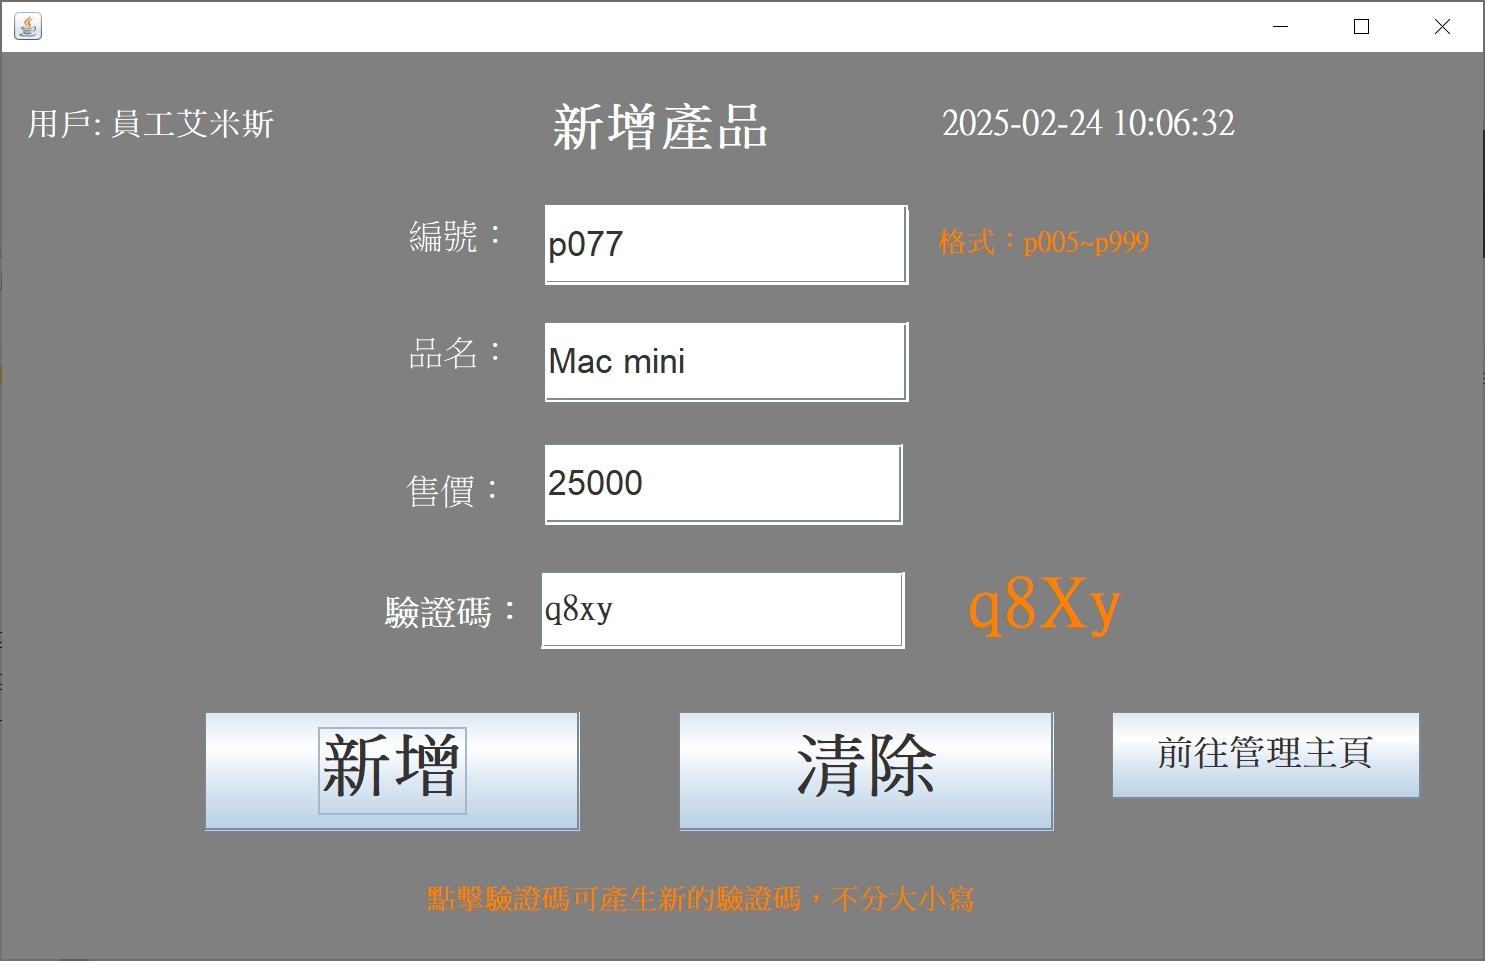 用戶: 員工艾米斯
新增產品
2025-02-24 10:06:32
編號：
p077
格式：p005~p999
品名：
Mac mini
售價：
25000
驗證碼：
q8xy
q8Xy
新增
清除
前往管理主頁
點擊驗證碼可產生新的驗證碼，不分大小寫